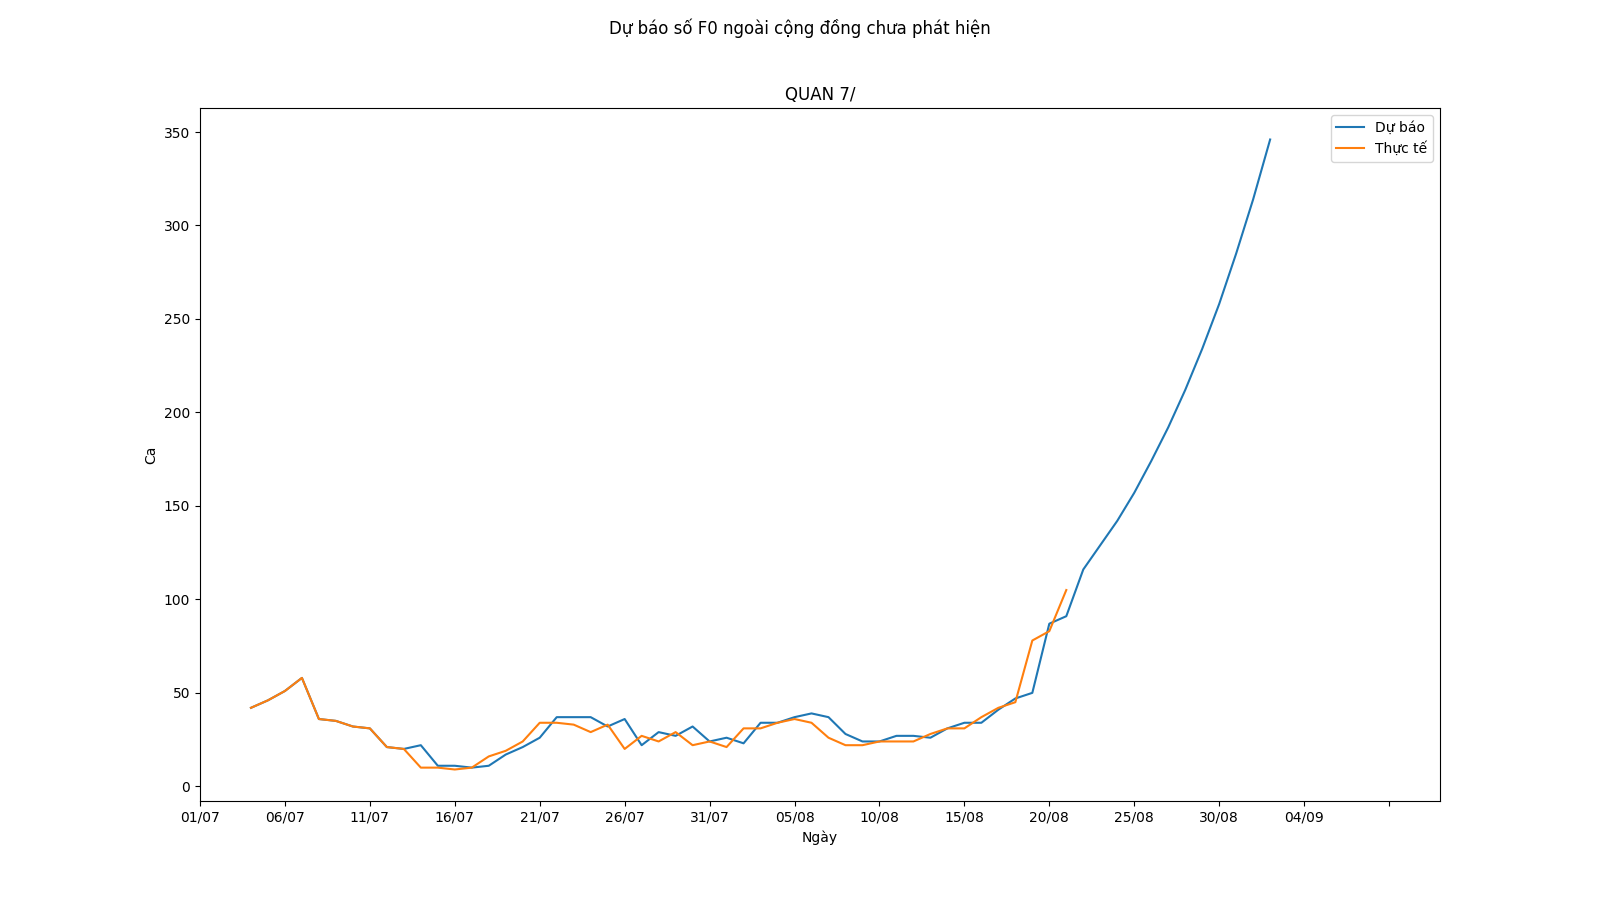 Dự báo số F0 ngoài cộng đồng chưa phát hiện
QUAN 7/
Dự báo
Thực tế
350
300
250
200
150
100
50
0
Ca
01/07 06/07 11/07 16/07 21/07 26/07 31/07 05/08 10/08 15/08 20/08 25/08 30/08 04/09
Ngày